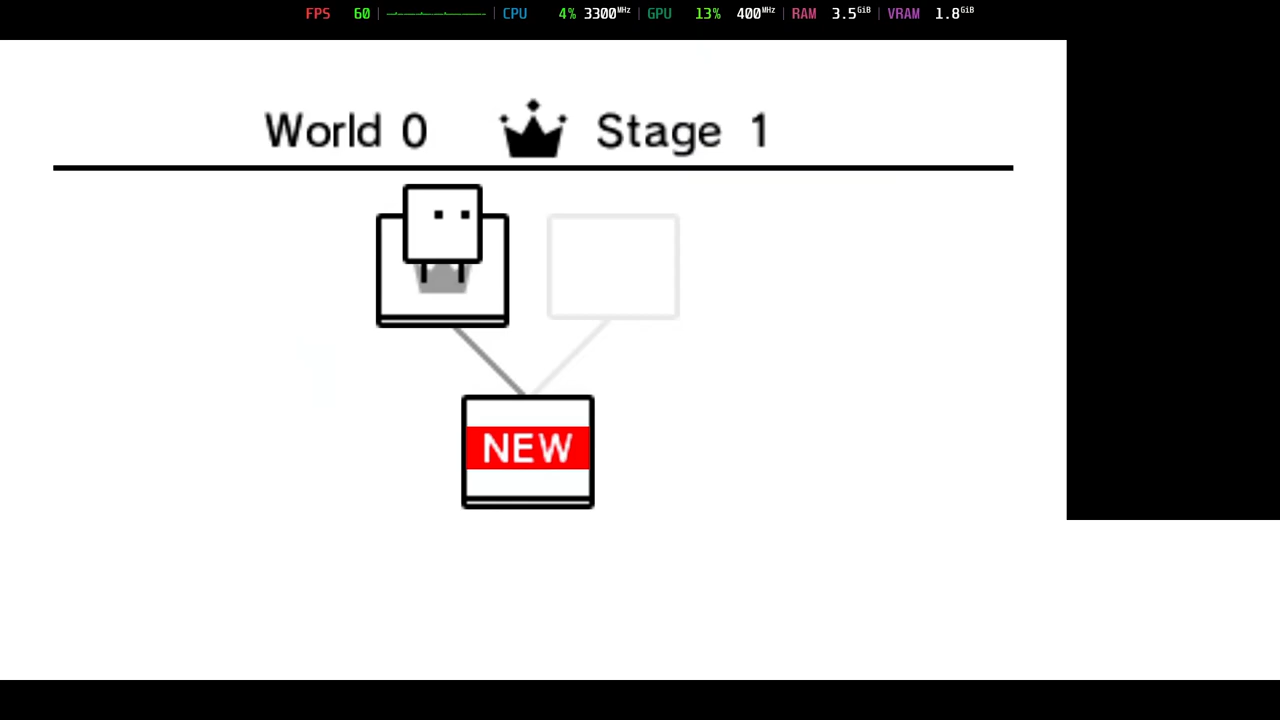 FPS 60 CPU 4% 3300MHz GPU 13% 400MHz RAM 3.5GiB VRAM 1.8GiB
World 0 Stage 1
NEW